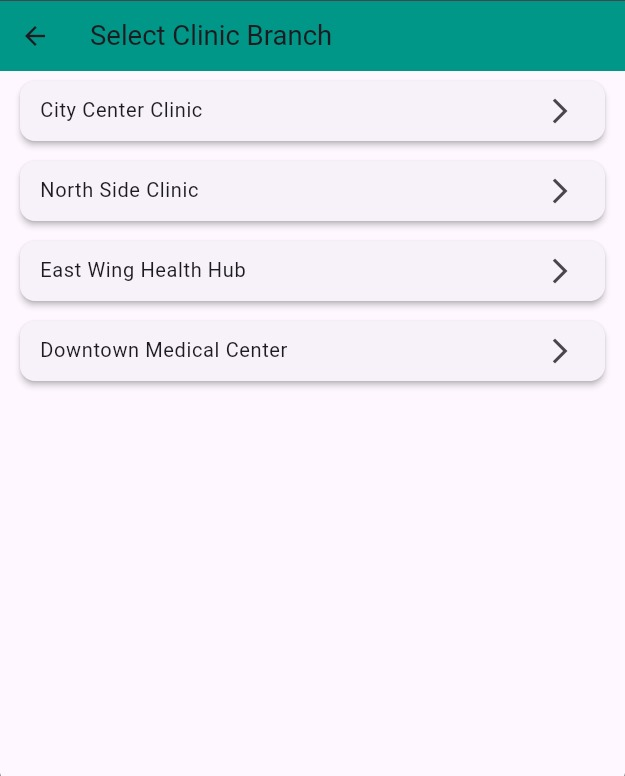 Select Clinic Branch
City Center Clinic
North Side Clinic
East Wing Health Hub
Downtown Medical Center